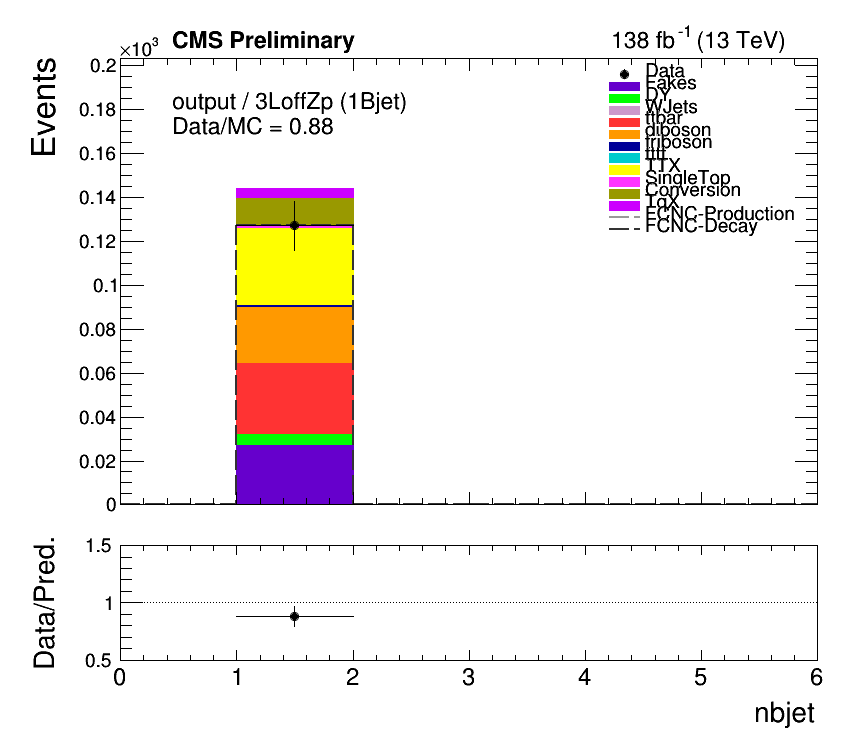 ×10³ CMS Preliminary 138 fb⁻¹ (13 TeV)
Events
output / 3LoffZp (1Bjet)
Data/MC = 0.88
Data
Fakes
DY
WJets
ttbar
diboson
triboson
tttt
TTX
SingleTop
Conversion
TqX
FCNC-Production
FCNC-Decay
0.2
0.18
0.16
0.14
0.12
0.1
0.08
0.06
0.04
0.02
0
Data/Pred.
1.5
1
0.5
0 1 2 3 4 5 6
nbjet